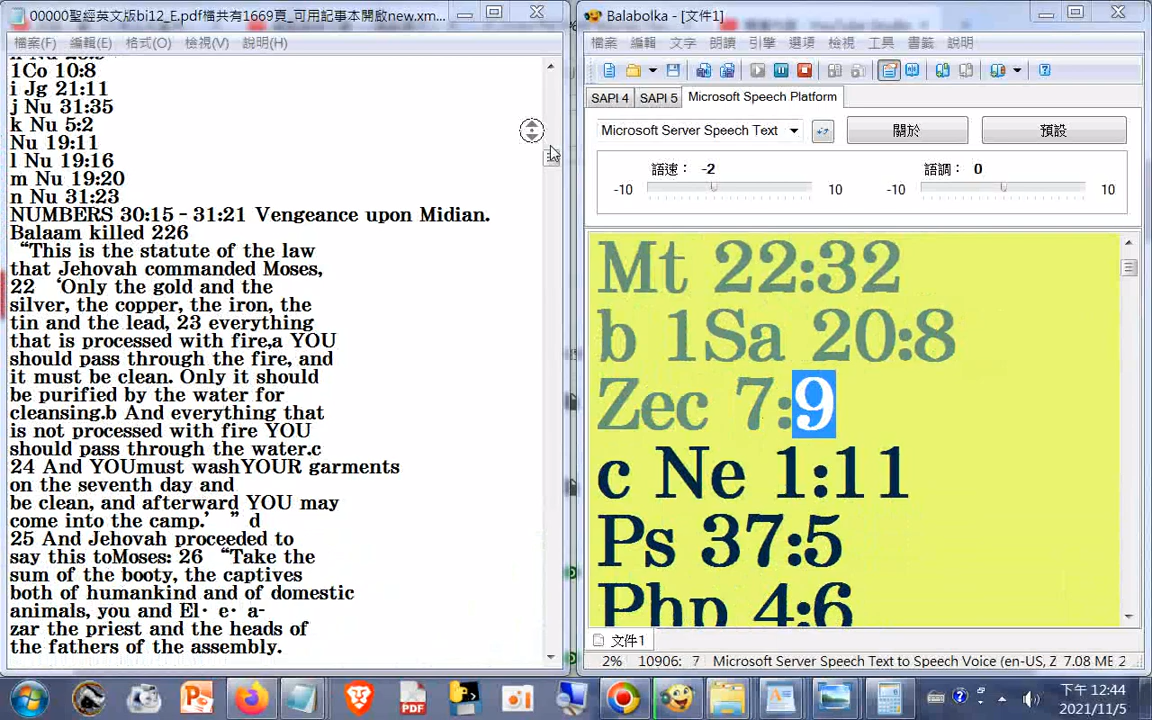 00000聖經英文版bi12_E.pdf檔共有1669頁_可用記事本開啟new.xm...
檔案(F) 編輯(E) 格式(O) 檢視(V) 說明(H)
1Co 10:8
i Jg 21:11
j Nu 31:35
k Nu 5:2
Nu 19:11
l Nu 19:16
m Nu 19:20
n Nu 31:23
NUMBERS 30:15 - 31:21 Vengeance upon Midian.
Balaam killed 226
“This is the statute of the law
that Jehovah commanded Moses,
22 ‘Only the gold and the
silver, the copper, the iron, the
tin and the lead, 23 everything
that is processed with fire,a YOU
should pass through the fire, and
it must be clean. Only it should
be purified by the water for
cleansing.b And everything that
is not processed with fire YOU
should pass through the water.c
24 And YOUmust washYOUR garments
on the seventh day and
be clean, and afterward YOU may
come into the camp.’ ” d
25 And Jehovah proceeded to
say this toMoses: 26 “Take the
sum of the booty, the captives
both of humankind and of domestic
animals, you and El· e· a-
zar the priest and the heads of
the fathers of the assembly.
Balabolka - [文件1]
檔案 編輯 文字 朗讀 引擎 選項 檢視 工具 書籤 說明
SAPI 4 SAPI 5 Microsoft Speech Platform
Microsoft Server Speech Text 關於 預設
語速: -2 語調: 0
-10 10 -10 10
Mt 22:32
b 1Sa 20:8
Zec 7:9
c Ne 1:11
Ps 37:5
Php 4:6
文件1
2% 10906: 7 Microsoft Server Speech Text to Speech Voice (en-US, Z 7.08 MB 2
PDF
下午 12:44
2021/11/5